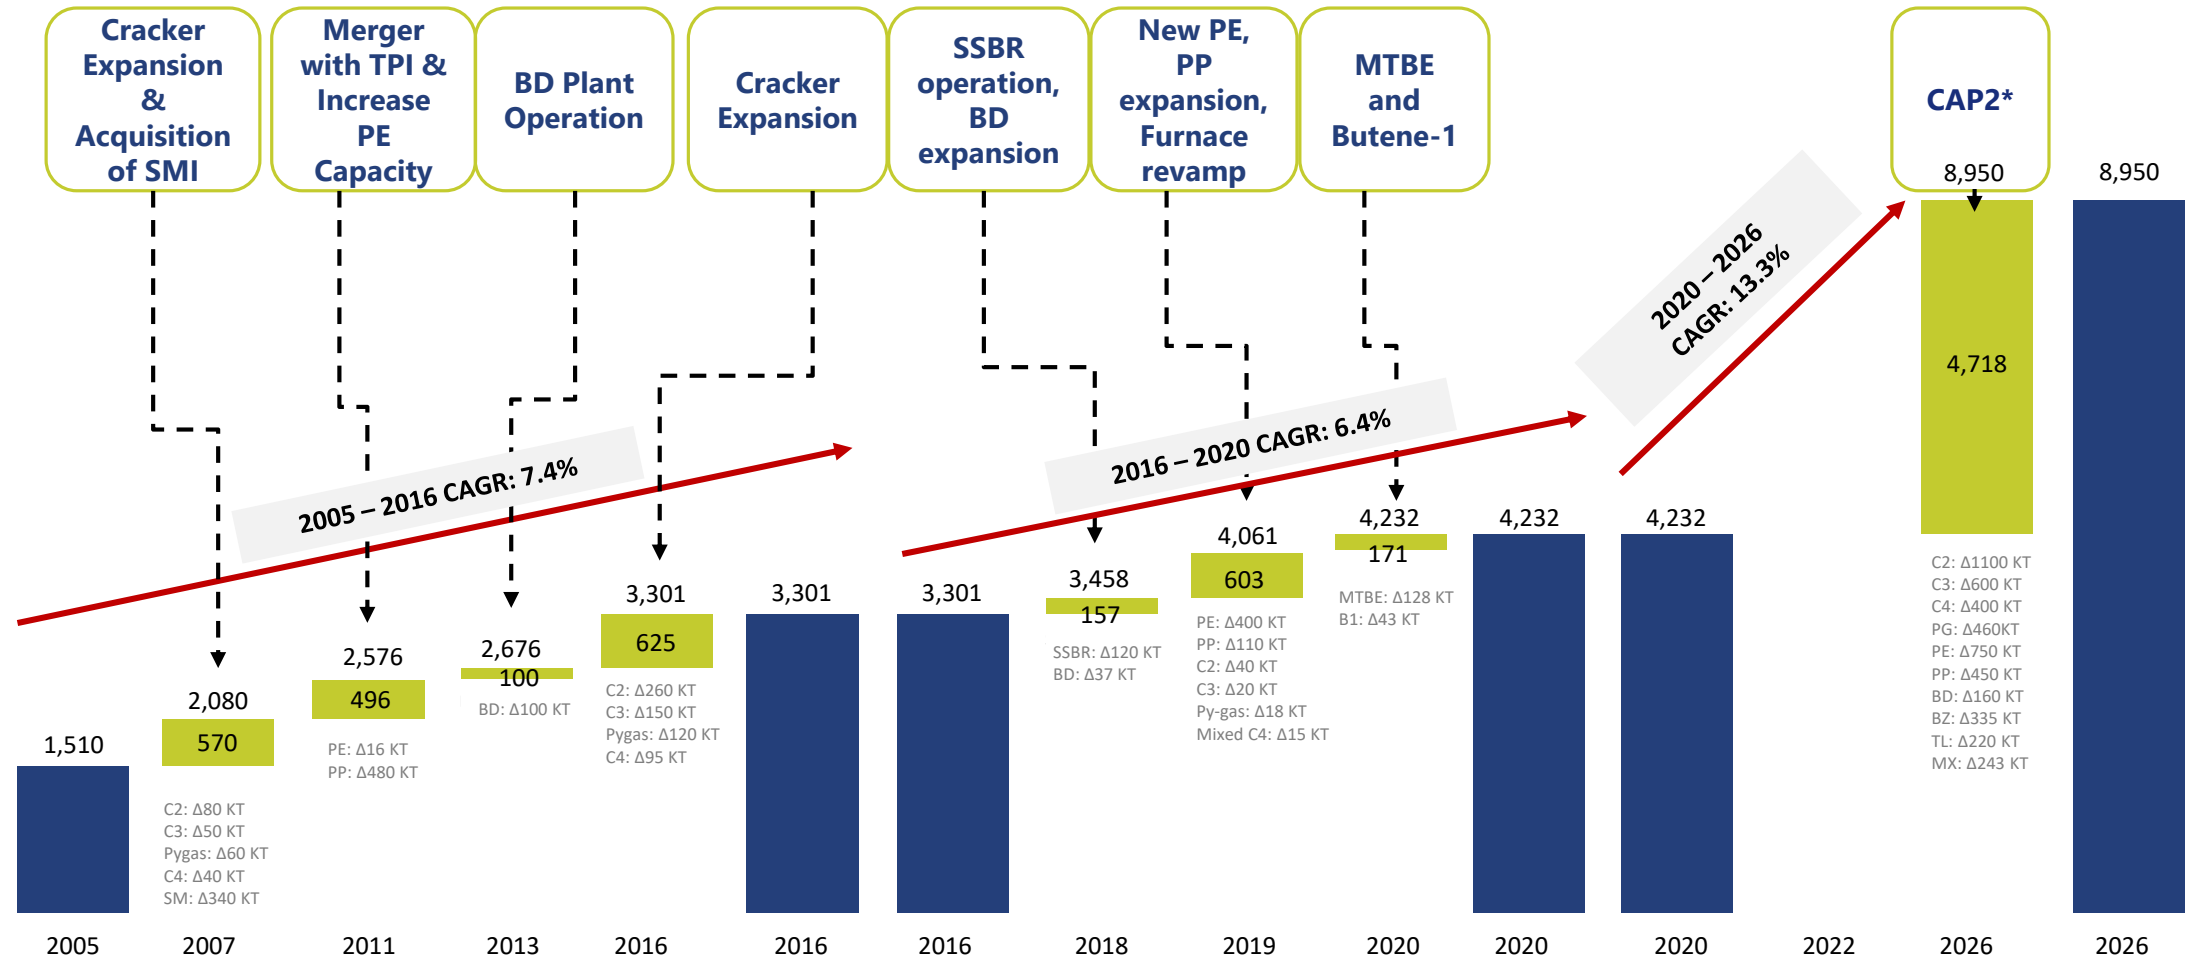 Cracker
Expansion
&
Acquisition
of SMI
Merger
with TPI &
Increase
PE
Capacity
BD Plant
Operation
Cracker
Expansion
SSBR
operation,
BD
expansion
New PE,
PP
expansion,
Furnace
revamp
MTBE
and
Butene-1
CAP2*
2005 – 2016 CAGR: 7.4%
2016 – 2020 CAGR: 6.4%
2020 – 2026
CAGR: 13.3%
1,510
2,080
570
C2: Δ80 KT
C3: Δ50 KT
Pygas: Δ60 KT
C4: Δ40 KT
SM: Δ340 KT
2,576
496
PE: Δ16 KT
PP: Δ480 KT
2,676
100
BD: Δ100 KT
3,301
625
C2: Δ260 KT
C3: Δ150 KT
Pygas: Δ120 KT
C4: Δ95 KT
3,301
3,301
3,458
157
SSBR: Δ120 KT
BD: Δ37 KT
4,061
603
PE: Δ400 KT
PP: Δ110 KT
C2: Δ40 KT
C3: Δ20 KT
Py-gas: Δ18 KT
Mixed C4: Δ15 KT
4,232
171
MTBE: Δ128 KT
B1: Δ43 KT
4,232
4,232
8,950
4,718
C2: Δ1100 KT
C3: Δ600 KT
C4: Δ400 KT
PG: Δ460KT
PE: Δ750 KT
PP: Δ450 KT
BD: Δ160 KT
BZ: Δ335 KT
TL: Δ220 KT
MX: Δ243 KT
8,950
2005
2007
2011
2013
2016
2016
2016
2018
2019
2020
2020
2020
2022
2026
2026